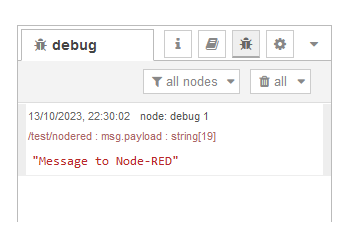 debug
all nodes
all
13/10/2023, 22:30:02 node: debug 1
/test/nodered : msg.payload : string[19]
"Message to Node-RED"